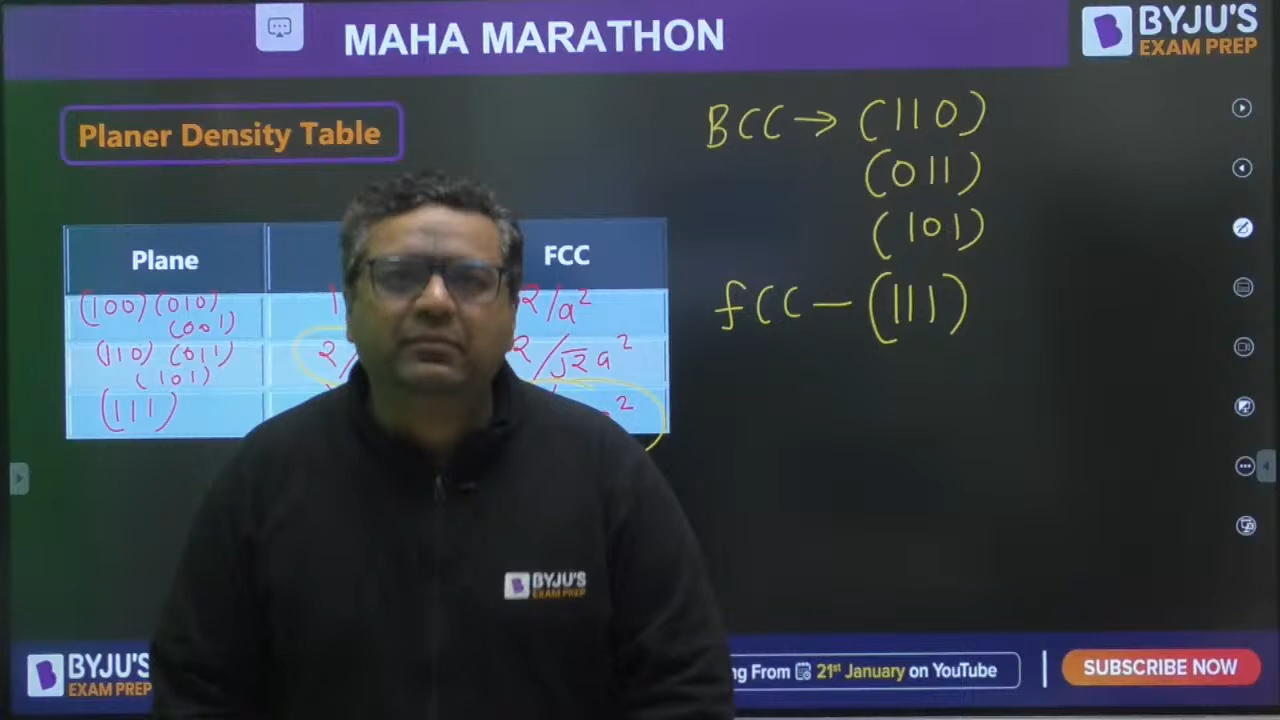 MAHA MARATHON
BYJU'S
EXAM PREP
Planer Density Table
Plane FCC
(100) (010)
(001)
2/a²
(110) (011)
(101)
2/
2/√2 a²
(111)
2
BCC → (110)
(011)
(101)
fCC – (111)
BYJU'S
EXAM PREP
BYJU'S
EXAM PREP
From 21st January on YouTube
SUBSCRIBE NOW